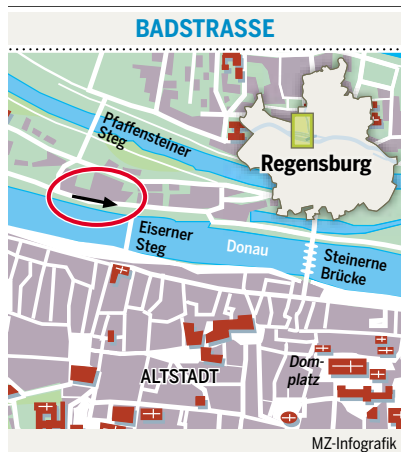 BADSTRASSE
Pfaffensteiner
Steg
Regensburg
Eiserner
Steg
Donau
Steinerne
Brücke
ALTSTADT
Dom-
platz
MZ-Infografik